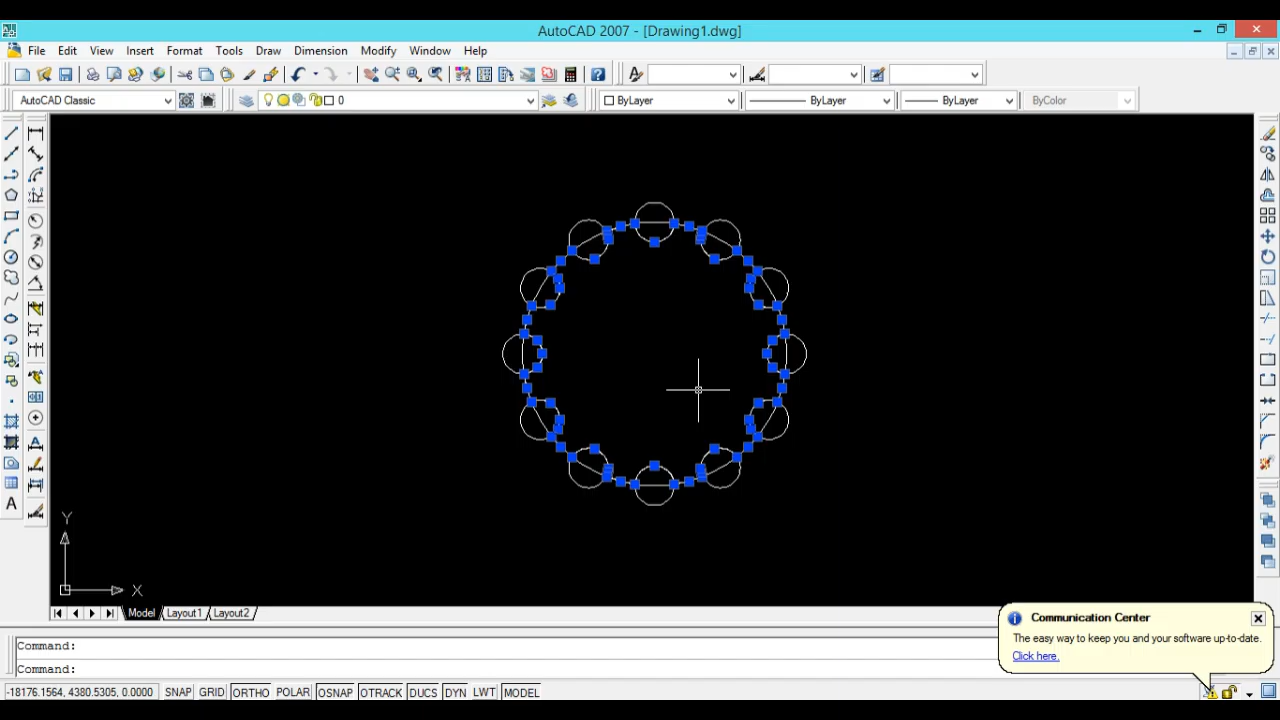 AutoCAD 2007 - [Drawing1.dwg]
File Edit View Insert Format Tools Draw Dimension Modify Window Help
AutoCAD Classic 0 ByLayer ByLayer ByLayer ByColor
A
Y
X
Model Layout1 Layout2
Communication Center
The easy way to keep you and your software up-to-date.
Click here.
Command:
Command:
-18176.1564, 4380.5305, 0.0000 SNAP GRID ORTHO POLAR OSNAP OTRACK DUCS DYN LWT MODEL